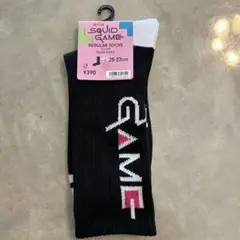 SQUID
GAME
REGULAR SOCKS
25-27cm
¥390
GAME